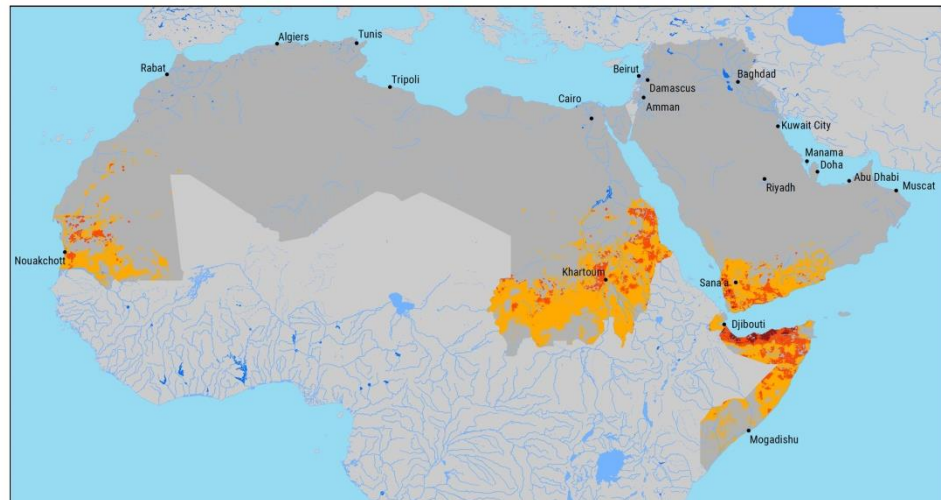 Algiers
Tunis
Rabat
Tripoli
Beirut
Damascus
Baghdad
Amman
Cairo
Kuwait City
Manama
Doha
Abu Dhabi
Riyadh
Muscat
Nouakchott
Khartoum
Sana'a
Djibouti
Mogadishu